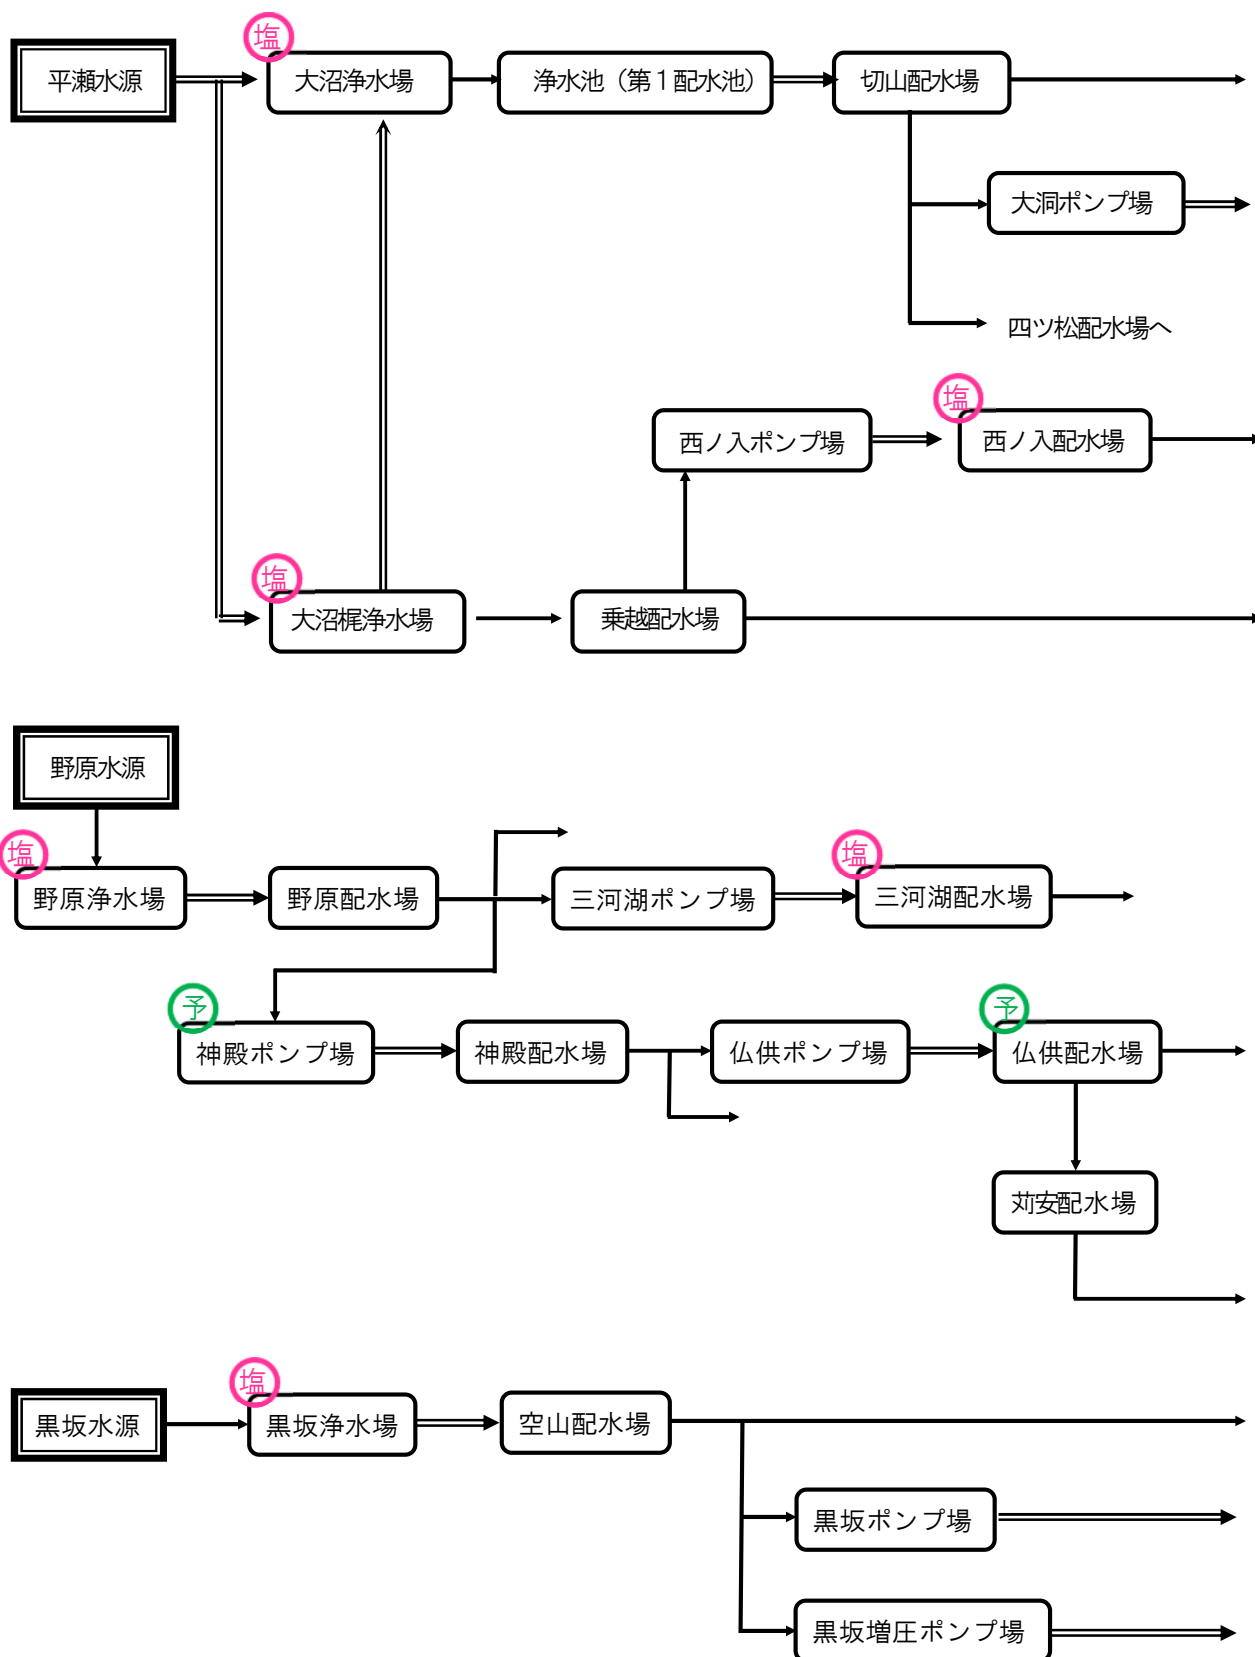 塩
平瀬水源
大沼浄水場
浄水池（第１配水池）
切山配水場
大洞ポンプ場
四ツ松配水場へ
塩
西ノ入ポンプ場
西ノ入配水場
塩
大沼梶浄水場
乗越配水場
野原水源
塩
塩
野原浄水場
野原配水場
三河湖ポンプ場
三河湖配水場
予
予
神殿ポンプ場
神殿配水場
仏供ポンプ場
仏供配水場
苅安配水場
塩
黒坂水源
黒坂浄水場
空山配水場
黒坂ポンプ場
黒坂増圧ポンプ場